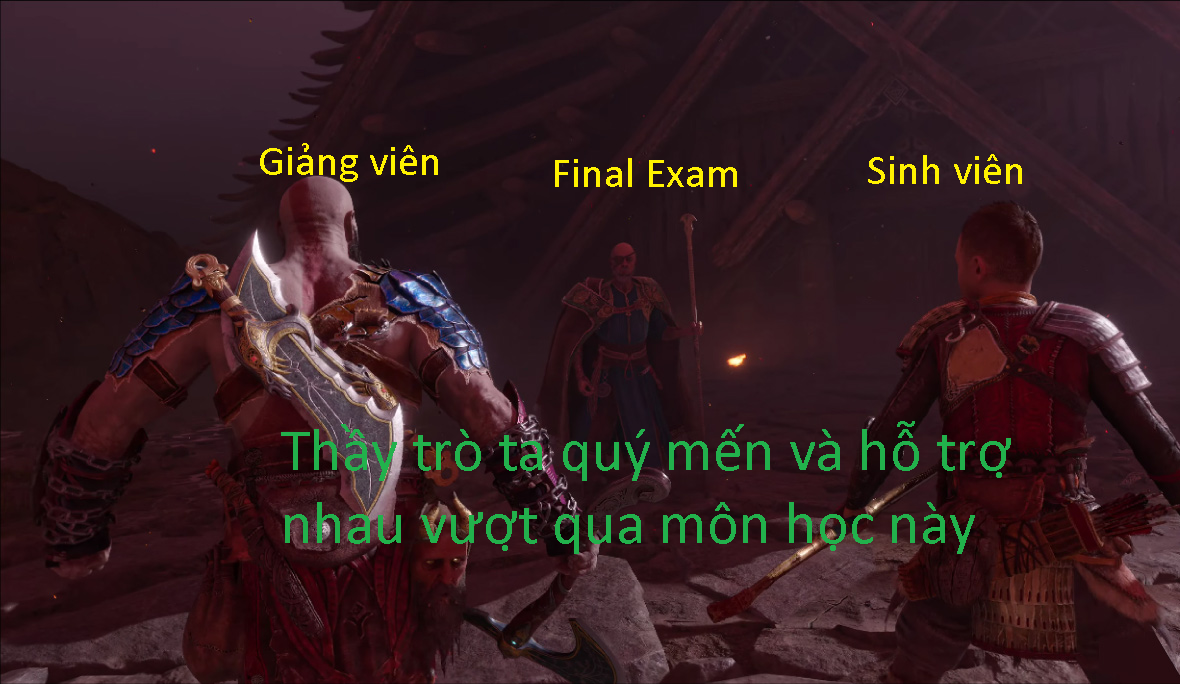 Giảng viên
Final Exam
Sinh viên
Thầy trò ta quý mến và hỗ trợ
nhau vượt qua môn học này